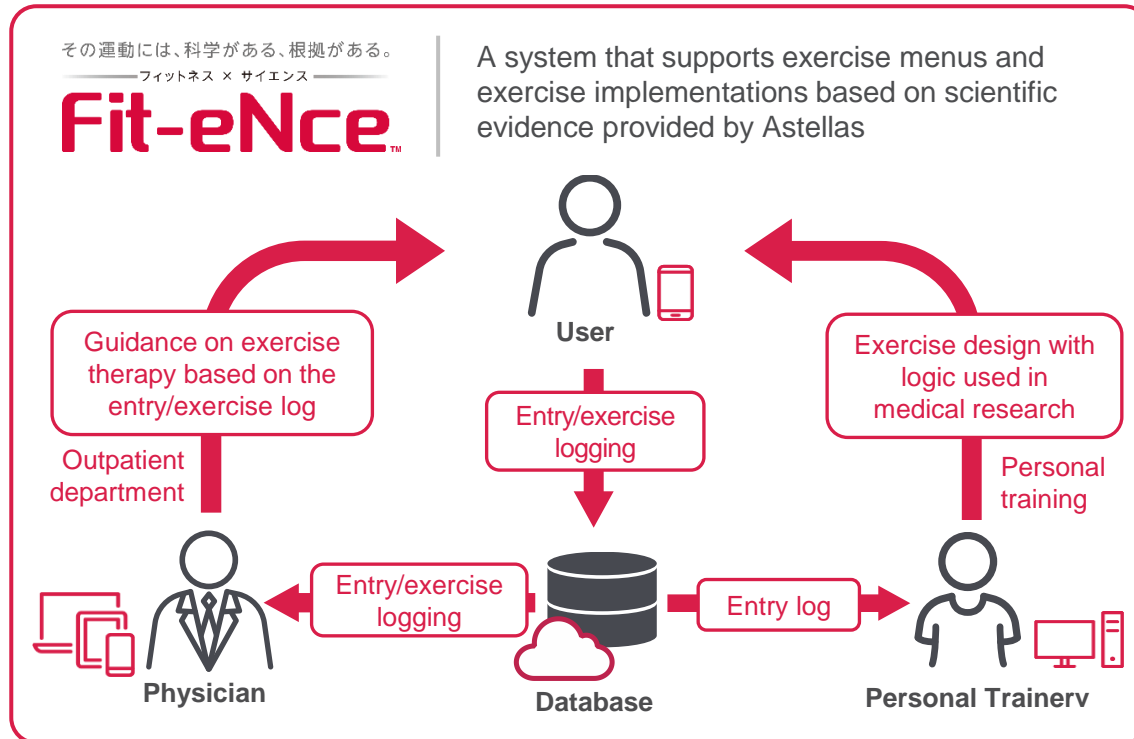 その運動には、科学がある、根拠がある。
フィットネス × サイエンス
Fit-eNce™
A system that supports exercise menus and
exercise implementations based on scientific
evidence provided by Astellas
User
Guidance on exercise
therapy based on the
entry/exercise log
Exercise design with
logic used in
medical research
Entry/exercise
logging
Outpatient
department
Personal
training
Entry/exercise
logging
Entry log
Physician
Database
Personal Trainerv